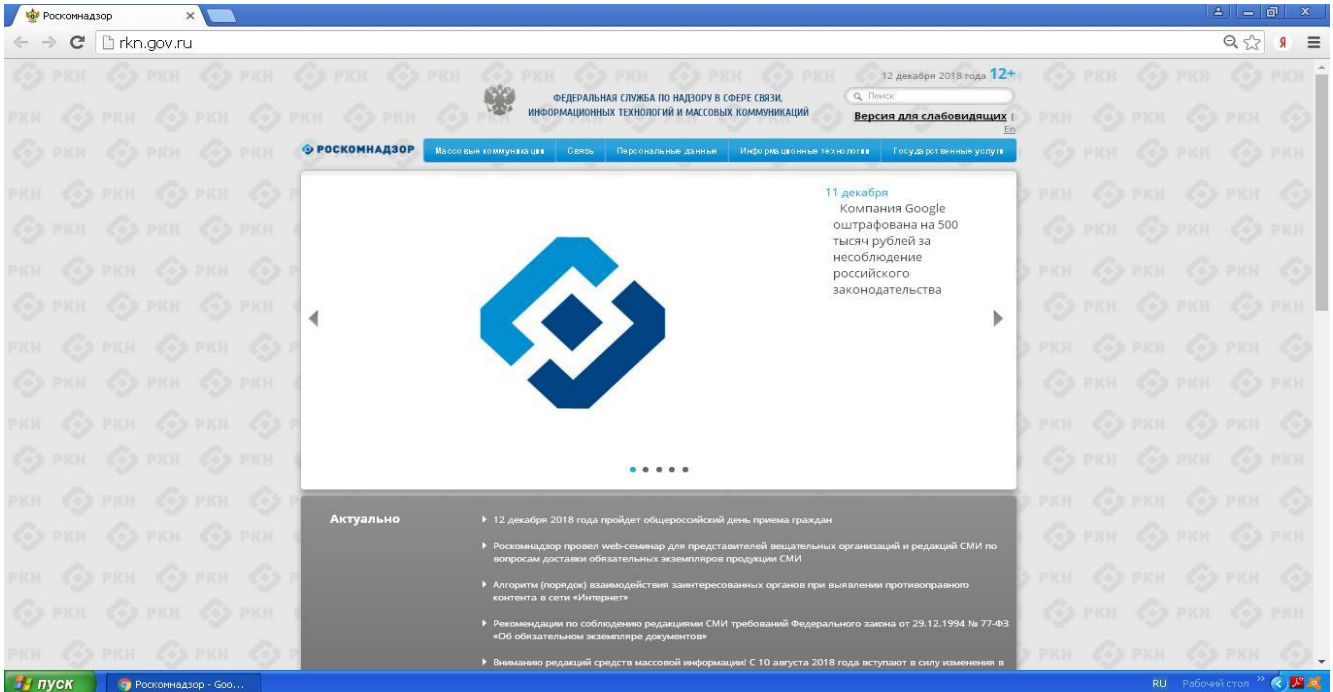 Роскомнадзор
rkn.gov.ru
Я
12 декабря 2018 года 12+
ФЕДЕРАЛЬНАЯ СЛУЖБА ПО НАДЗОРУ В СФЕРЕ СВЯЗИ,
ИНФОРМАЦИОННЫХ ТЕХНОЛОГИЙ И МАССОВЫХ КОММУНИКАЦИЙ
Поиск
Версия для слабовидящих |
En
РОСКОМНАДЗОР
Массовые коммуникации Связь Персональные данные Информационные технологии Государственные услуги
11 декабря
Компания Google
оштрафована на 500
тысяч рублей за
несоблюдение
российского
законодательства
Актуально
12 декабря 2018 года пройдет общероссийский день приема граждан
Роскомнадзор провел web-семинар для представителей вещательных организаций и редакций СМИ по
вопросам доставки обязательных экземпляров продукции СМИ
Алгоритм (порядок) взаимодействия заинтересованных органов при выявлении противоправного
контента в сети «Интернет»
Рекомендации по соблюдению редакциями СМИ требований Федерального закона от 29.12.1994 № 77-ФЗ
«Об обязательном экземпляре документов»
Вниманию редакций средств массовой информации! С 10 августа 2018 года вступают в силу изменения в
пуск
Роскомнадзор - Goo...
RU
Рабочий стол